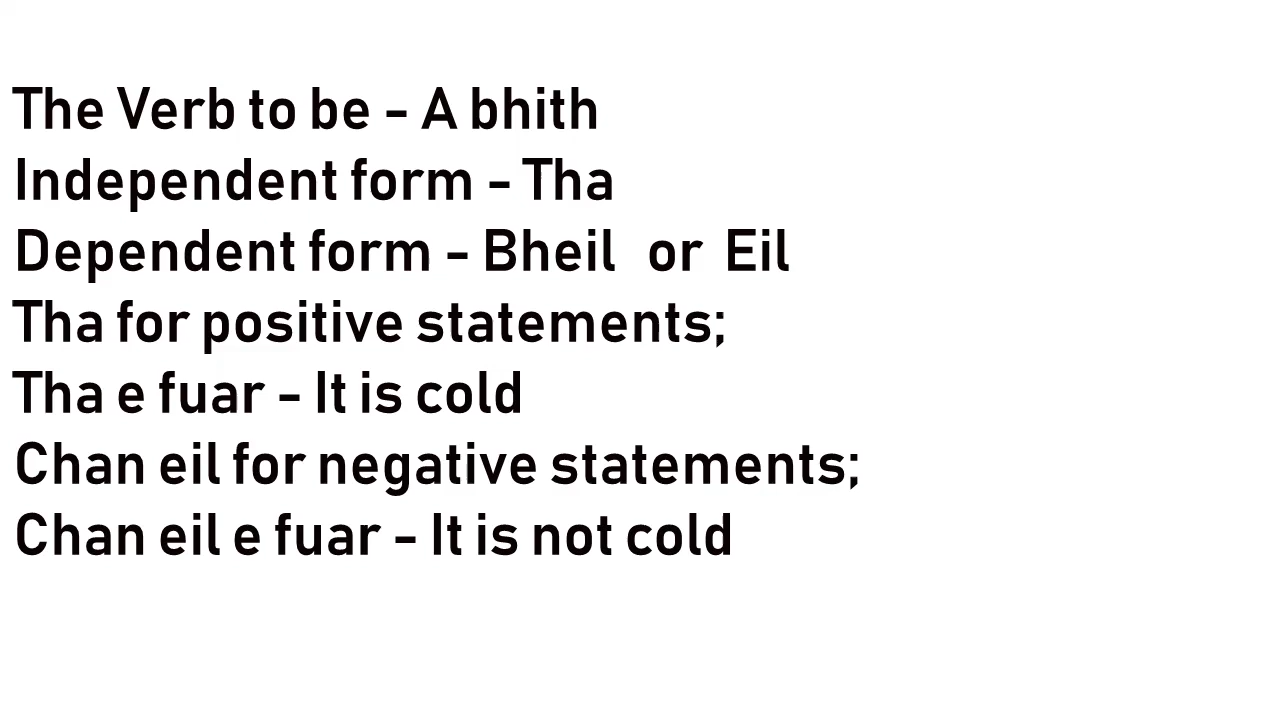 The Verb to be - A bhith
Independent form - Tha
Dependent form - Bheil or Eil
Tha for positive statements;
Tha e fuar - It is cold
Chan eil for negative statements;
Chan eil e fuar - It is not cold